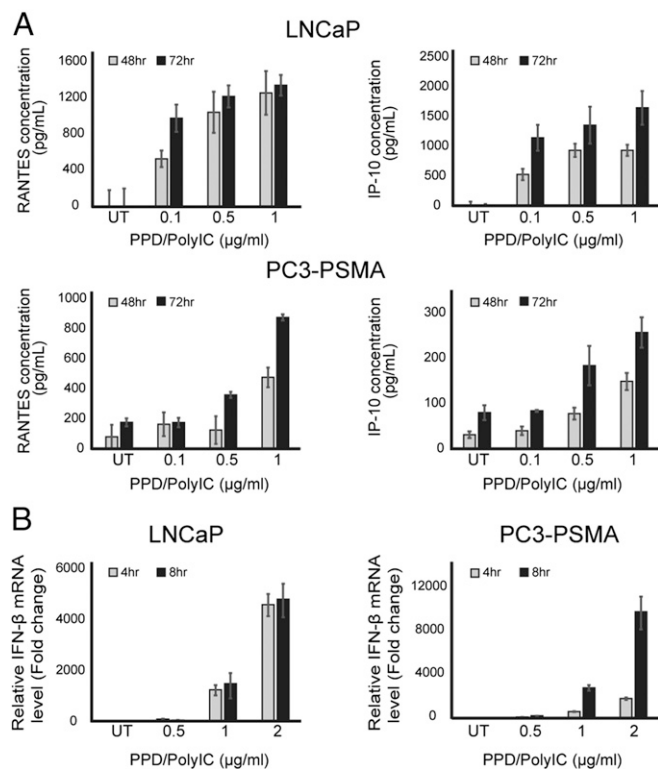 A
LNCaP
48hr 72hr
RANTES concentration
(pg/mL)
1600
1200
800
400
0
UT 0.1 0.5 1
PPD/PolyIC (µg/ml)
48hr 72hr
IP-10 concentration
(pg/mL)
2500
2000
1500
1000
500
0
UT 0.1 0.5 1
PPD/PolyIC (µg/ml)
PC3-PSMA
48hr 72hr
RANTES concentration
(pg/mL)
1000
800
600
400
200
0
UT 0.1 0.5 1
PPD/PolyIC (µg/ml)
48hr 72hr
IP-10 concentration
(pg/mL)
300
200
100
0
UT 0.1 0.5 1
PPD/PolyIC (µg/ml)
B
LNCaP
4hr 8hr
Relative IFN-β mRNA
level (Fold change)
6000
4000
2000
0
UT 0.5 1 2
PPD/PolyIC (µg/ml)
PC3-PSMA
4hr 8hr
Relative IFN-β mRNA
level (Fold change)
12000
8000
4000
0
UT 0.5 1 2
PPD/PolyIC (µg/ml)